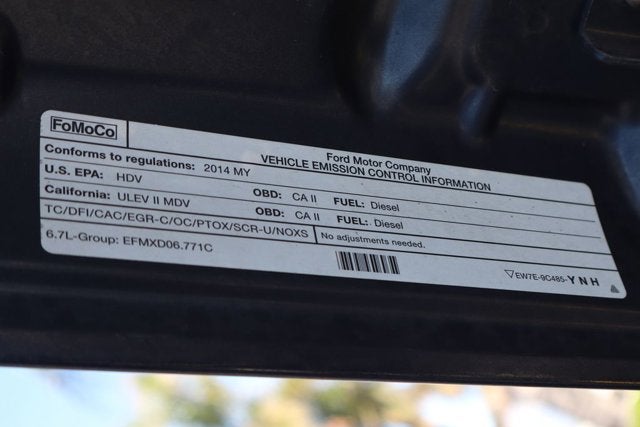 FoMoCo
Ford Motor Company
VEHICLE EMISSION CONTROL INFORMATION
Conforms to regulations: 2014 MY
U.S. EPA: HDV OBD: CA II FUEL: Diesel
California: ULEV II MDV OBD: CA II FUEL: Diesel
TC/DFI/CAC/EGR-C/OC/PTOX/SCR-U/NOXS No adjustments needed.
6.7L-Group: EFMXD06.771C
EW7E-9C485-YNH